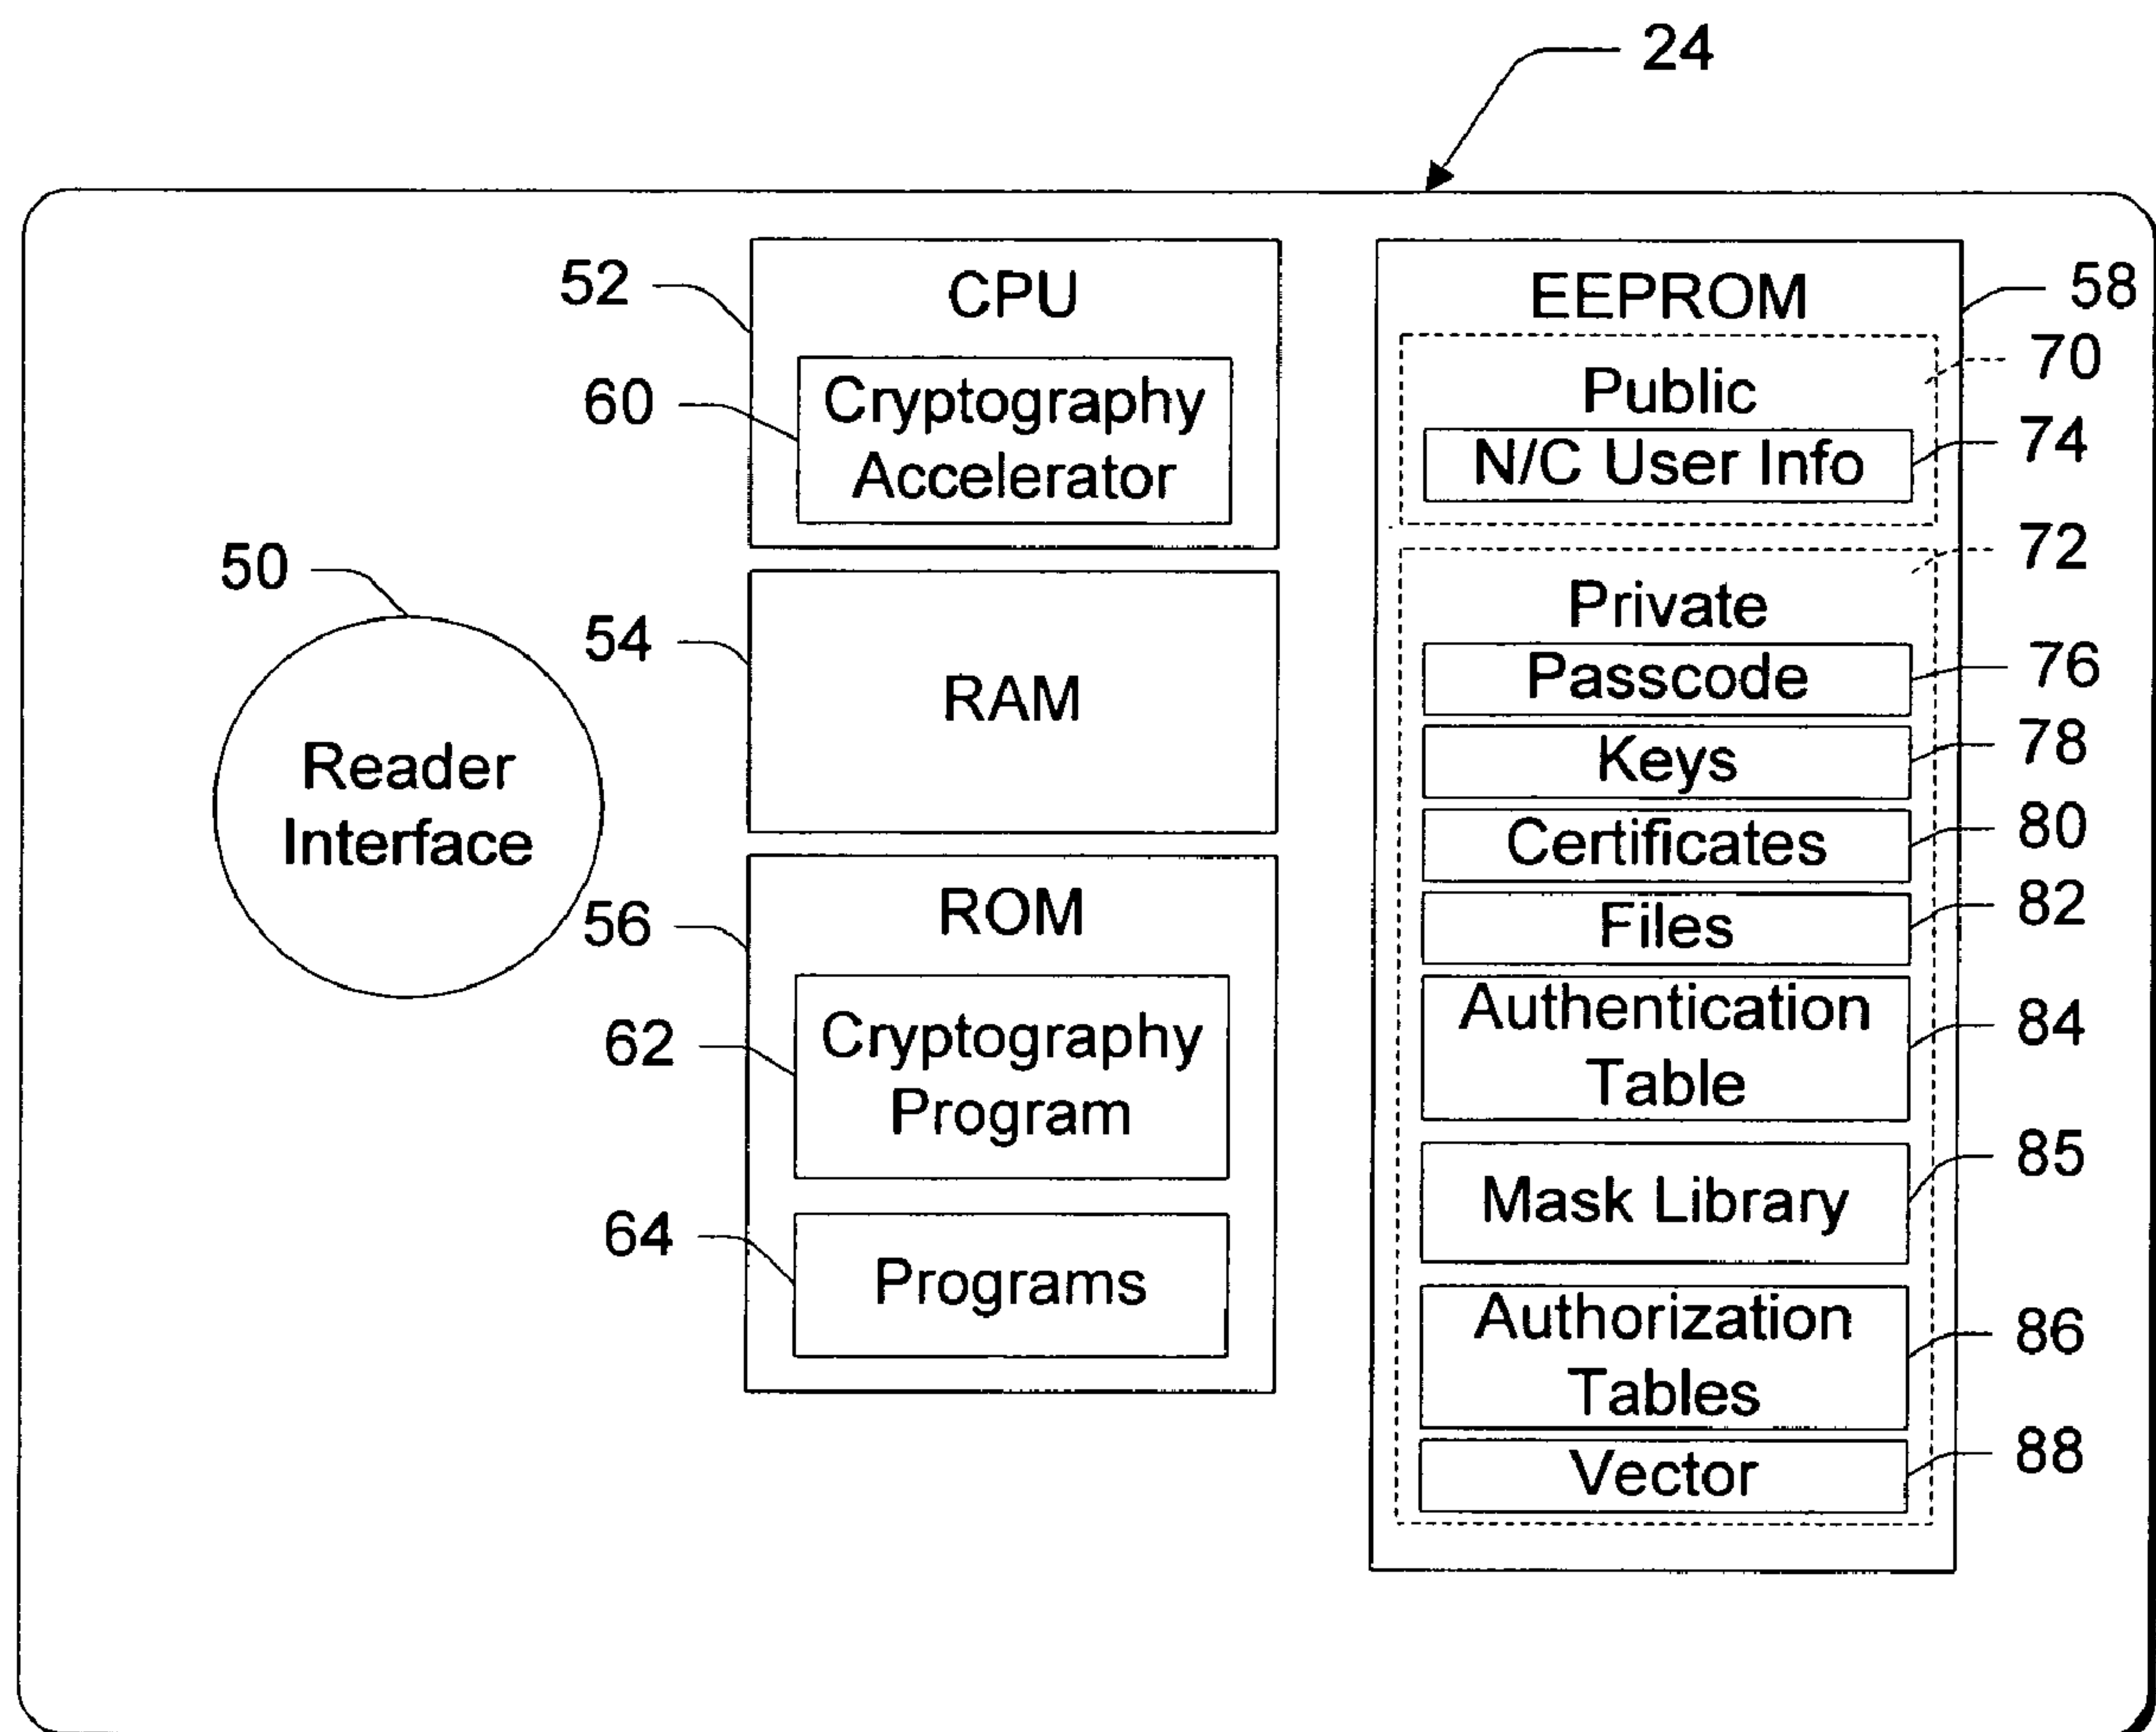 24
52
CPU
60
Cryptography
Accelerator
50
Reader
Interface
54
RAM
56
ROM
62
Cryptography
Program
64
Programs
EEPROM
58
Public
70
N/C User Info
74
Private
72
Passcode
76
Keys
78
Certificates
80
Files
82
Authentication
Table
84
Mask Library
85
Authorization
Tables
86
Vector
88